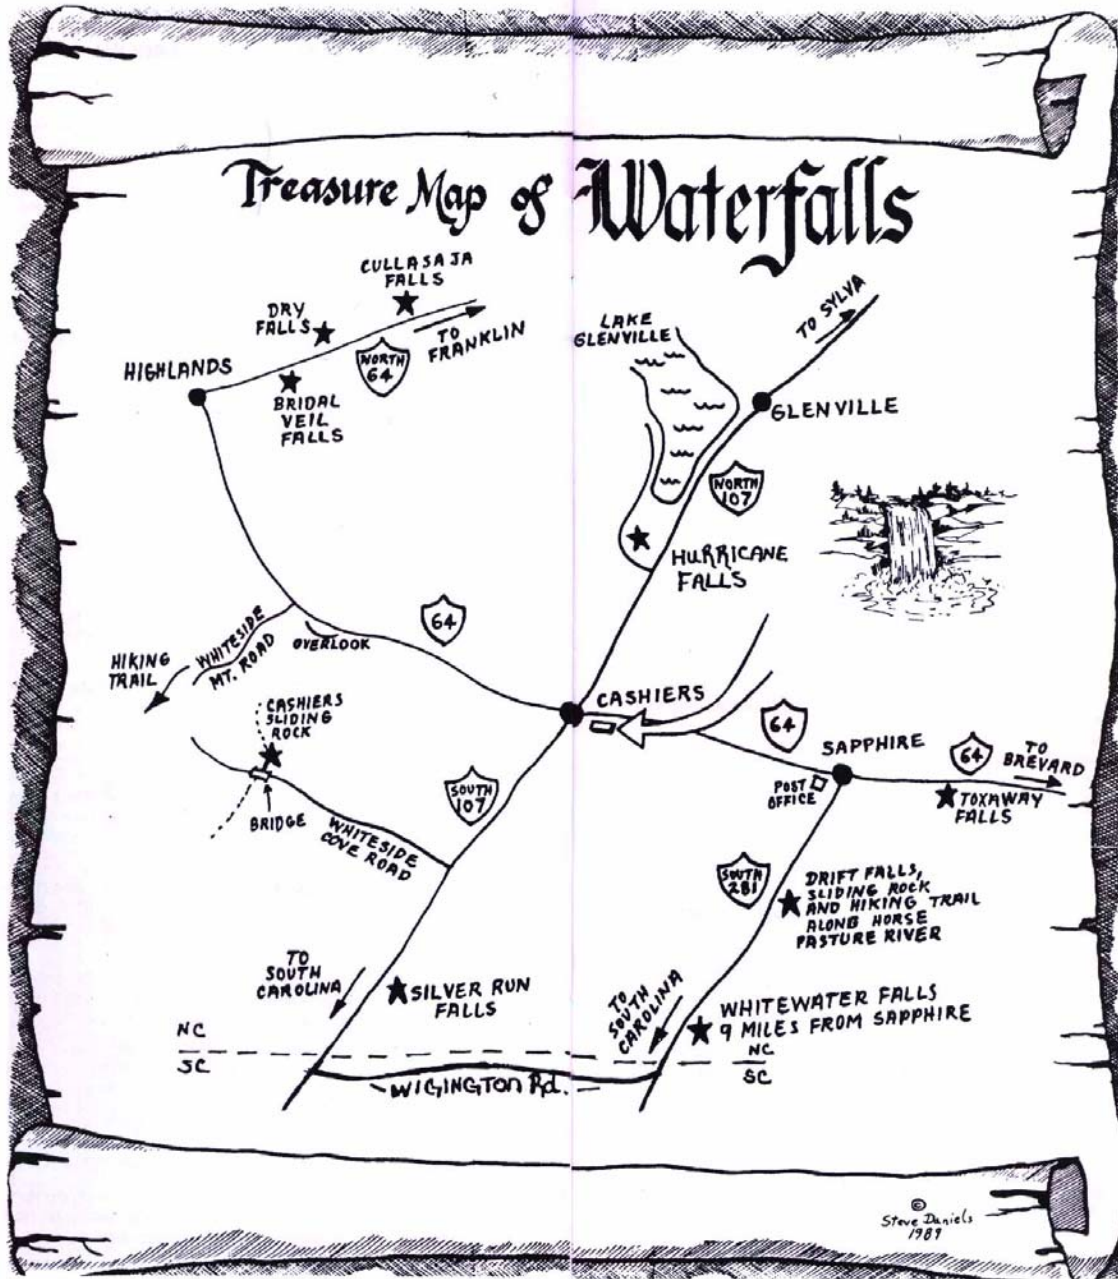 Treasure Map of Waterfalls
CULLASAJA
FALLS
DRY
FALLS
TO
FRANKLIN
NORTH
64
HIGHLANDS
BRIDAL
VEIL
FALLS
LAKE
GLENVILLE
TO SYLVA
GLENVILLE
NORTH
107
HURRICANE
FALLS
64
OVERLOOK
WHITESIDE
MT. ROAD
HIKING
TRAIL
CASHIERS
SLIDING
ROCK
BRIDGE
WHITESIDE
COVE ROAD
CASHIERS
SOUTH
107
64
SAPPHIRE
64
TO
BREVARD
POST
OFFICE
TOXAWAY
FALLS
SOUTH
281
DRIFT FALLS,
SLIDING ROCK
AND HIKING TRAIL
ALONG HORSE
PASTURE RIVER
TO
SOUTH
CAROLINA
SILVER RUN
FALLS
TO
SOUTH
CAROLINA
WHITEWATER FALLS
9 MILES FROM SAPPHIRE
NC
SC
NC
SC
WIGINGTON Rd.
©
Steve Daniels
1989